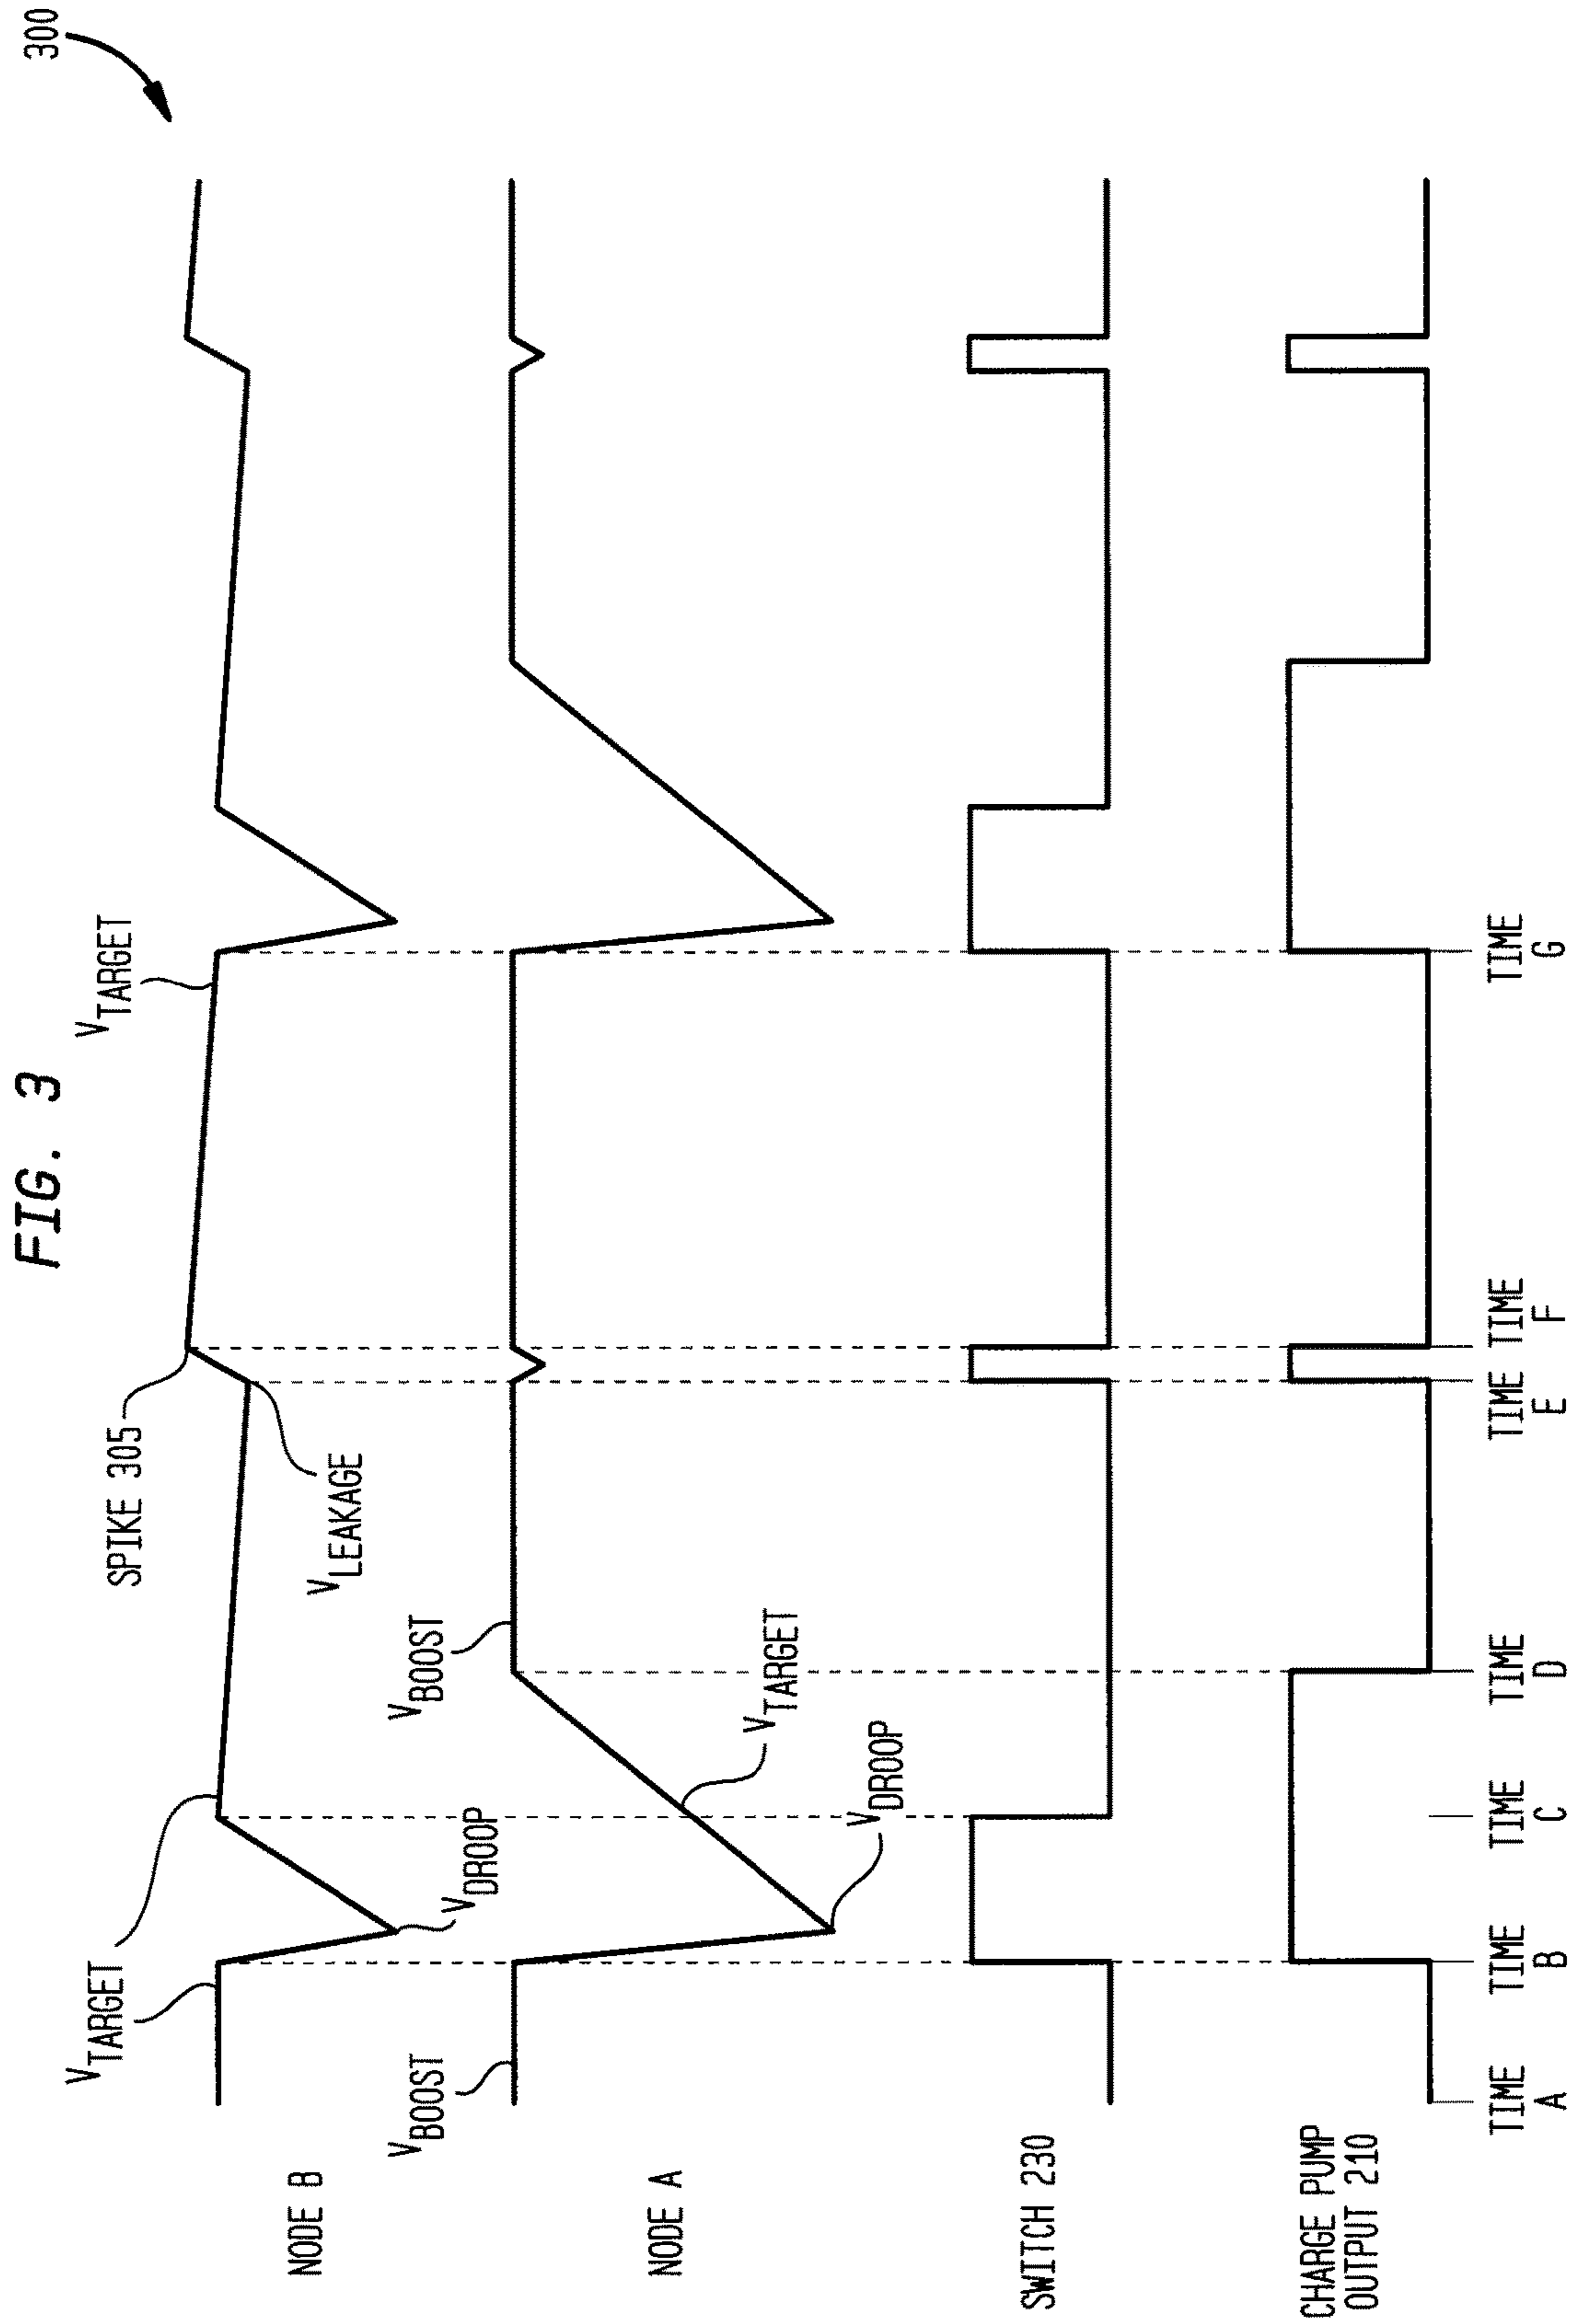 FIG. 3
300
SPIKE 305
VTARGET
VTARGET
VDROOP
VLEAKAGE
NODE B
VBOOST
VBOOST
VTARGET
VDROOP
NODE A
SWITCH 230
CHARGE PUMP
OUTPUT 210
TIME
A
TIME
B
TIME
C
TIME
D
TIME
E
TIME
F
TIME
G